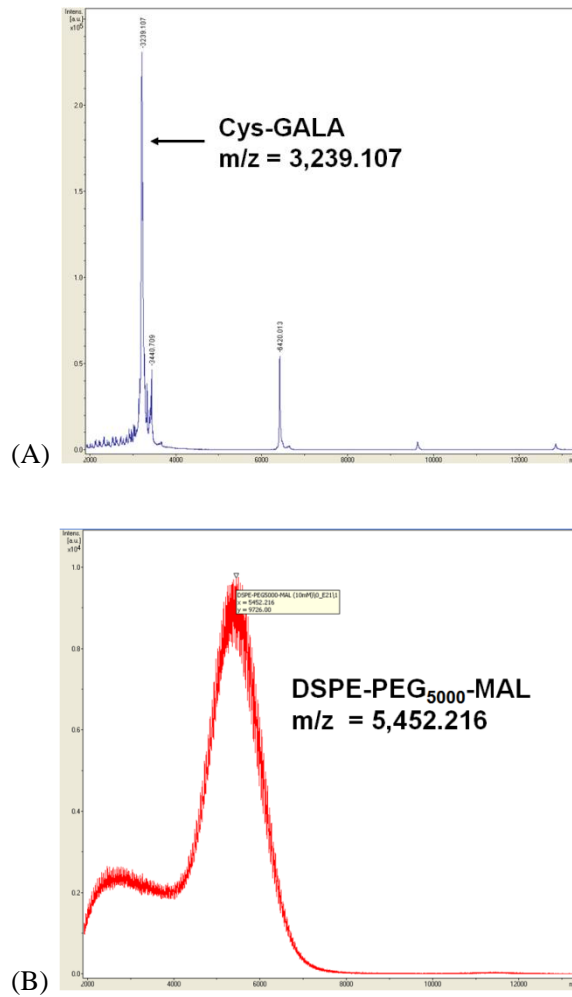 Intens.
[a.u.]
x10⁵
3239.107
Cys-GALA
m/z = 3,239.107
2.0
1.5
1.0
0.5
0.0
3440.709
6420.013
2000 4000 6000 8000 10000 12000
(A)
Intens.
[a.u.]
x10⁴
DSPE-PEG5000-MAL (10mM)\0_E21\1
x = 5452.216
y = 9726.00
DSPE-PEG₅₀₀₀-MAL
m/z = 5,452.216
0.8
0.6
0.4
0.2
0.0
2000 4000 6000 8000 10000 12000
(B)